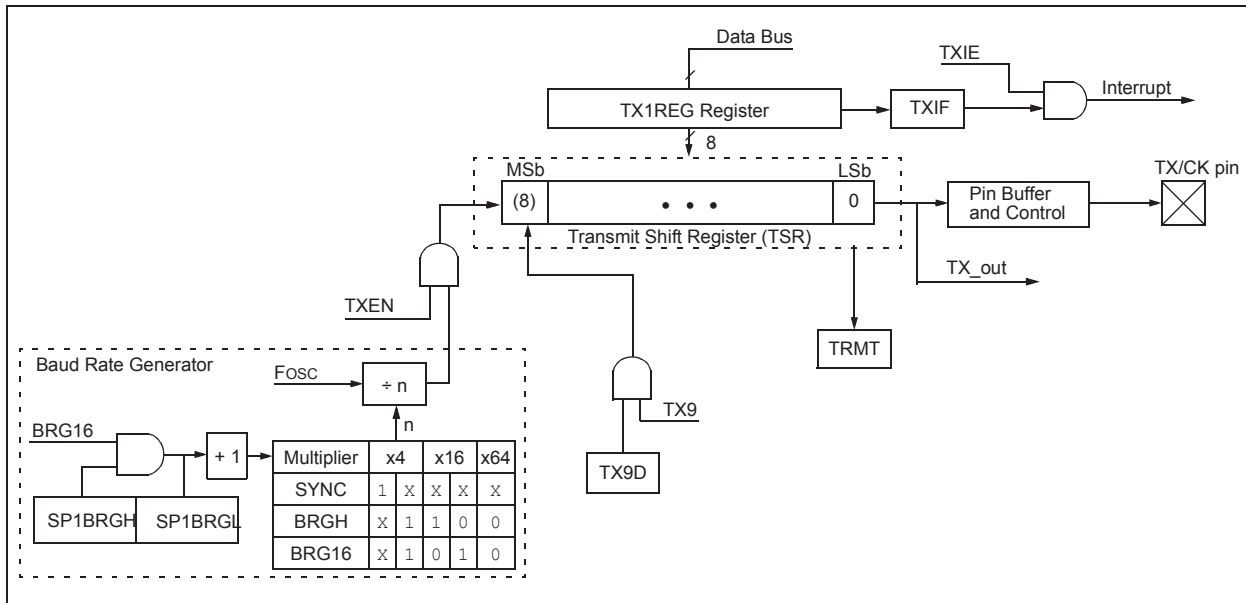 Data Bus
TXIE
Interrupt
TX1REG Register
TXIF
8
MSb
LSb
TX/CK pin
(8)
• • •
0
Pin Buffer
and Control
Transmit Shift Register (TSR)
TX_out
TXEN
TRMT
Baud Rate Generator
FOSC
÷ n
TX9
n
BRG16
+ 1
Multiplier x4 x16 x64
TX9D
SYNC 1 X X X X
SP1BRGH SP1BRGL
BRGH X 1 1 0 0
BRG16 X 1 0 1 0